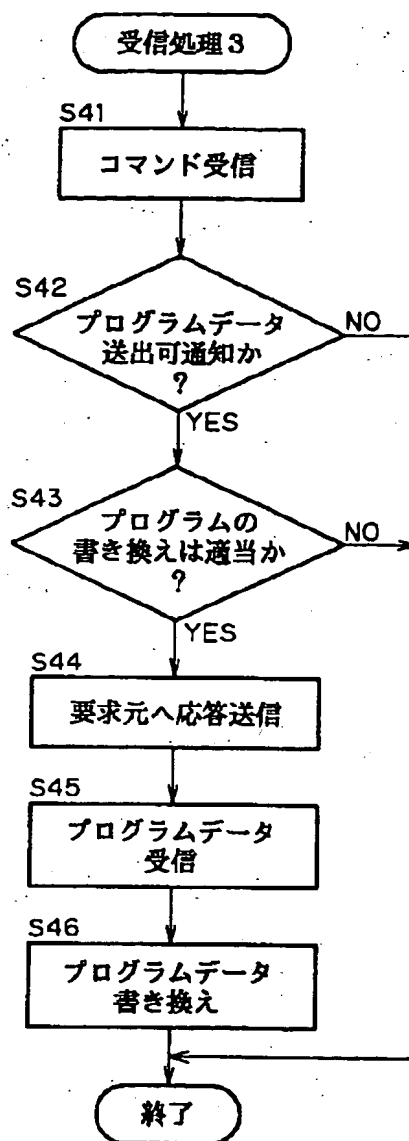 受信処理3
S41
コマンド受信
S42
プログラムデータ
送出可通知か
?
NO
YES
S43
プログラムの
書き換えは適当か
?
NO
YES
S44
要求元へ応答送信
S45
プログラムデータ
受信
S46
プログラムデータ
書き換え
終了